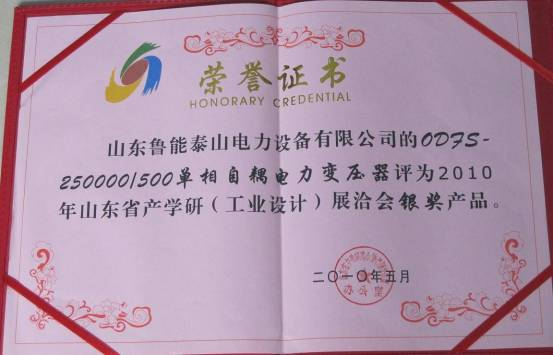 荣誉证书
HONORARY CREDENTIAL
山东鲁能泰山电力设备有限公司的ODFS-
250000/500单相自耦电力变压器评为2010
年山东省产学研（工业设计）展洽会银奖产品。
二〇一〇年五月
办公室